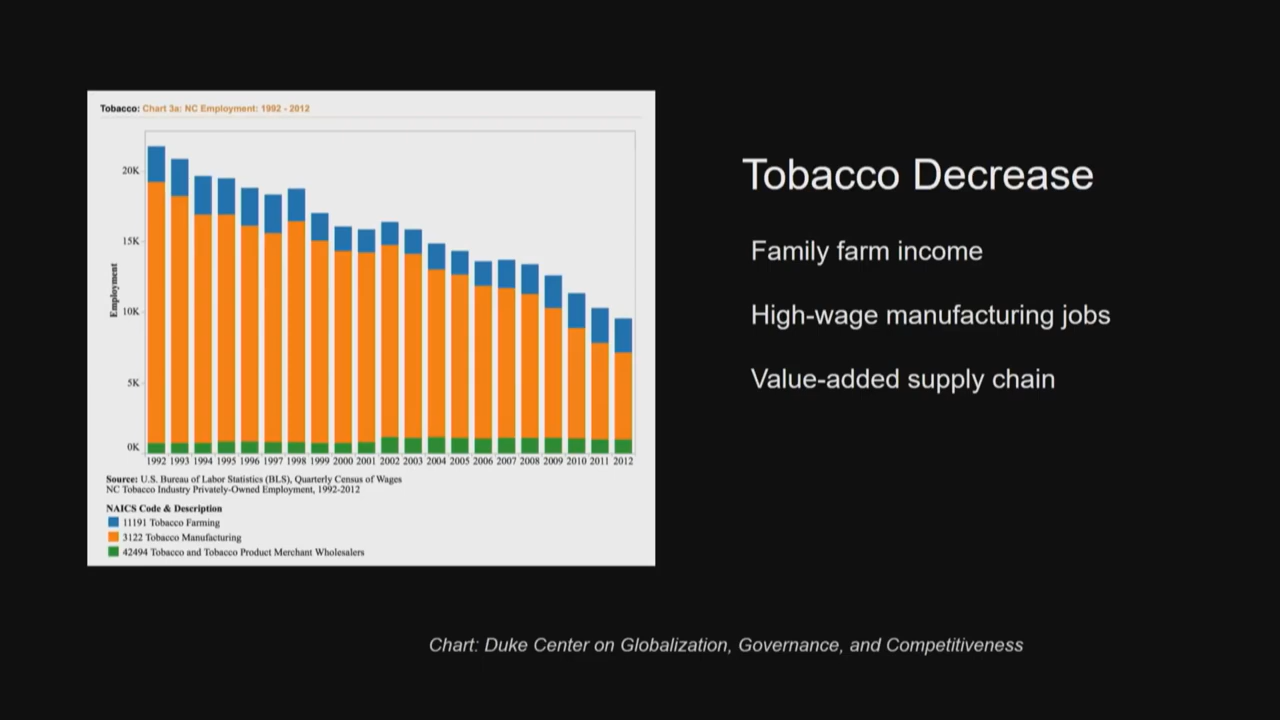 Tobacco: Chart 3a: NC Employment: 1992 - 2012
20K
15K
10K
5K
0K
Employment
1992 1993 1994 1995 1996 1997 1998 1999 2000 2001 2002 2003 2004 2005 2006 2007 2008 2009 2010 2011 2012
Source: U.S. Bureau of Labor Statistics (BLS), Quarterly Census of Wages
NC Tobacco Industry Privately-Owned Employment, 1992-2012
NAICS Code & Description
11191 Tobacco Farming
3122 Tobacco Manufacturing
42494 Tobacco and Tobacco Product Merchant Wholesalers
Tobacco Decrease
Family farm income
High-wage manufacturing jobs
Value-added supply chain
Chart: Duke Center on Globalization, Governance, and Competitiveness